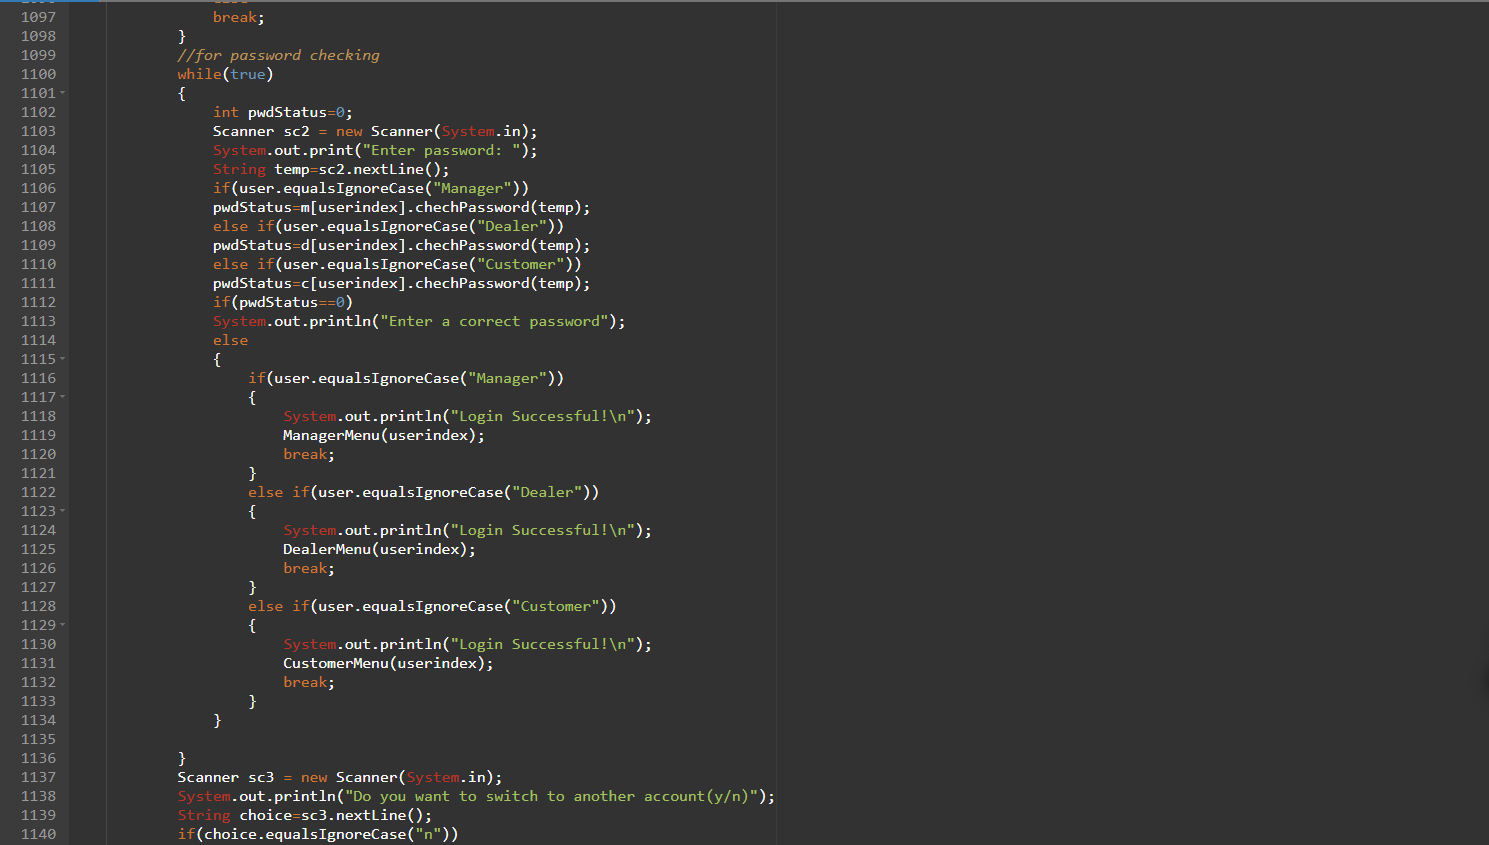 1097 break;
1098 }
1099 //for password checking
1100 while(true)
1101 {
1102 int pwdStatus=0;
1103 Scanner sc2 = new Scanner(System.in);
1104 System.out.print("Enter password: ");
1105 String temp=sc2.nextLine();
1106 if(user.equalsIgnoreCase("Manager"))
1107 pwdStatus=m[userindex].chechPassword(temp);
1108 else if(user.equalsIgnoreCase("Dealer"))
1109 pwdStatus=d[userindex].chechPassword(temp);
1110 else if(user.equalsIgnoreCase("Customer"))
1111 pwdStatus=c[userindex].chechPassword(temp);
1112 if(pwdStatus==0)
1113 System.out.println("Enter a correct password");
1114 else
1115 {
1116 if(user.equalsIgnoreCase("Manager"))
1117 {
1118 System.out.println("Login Successful!\n");
1119 ManagerMenu(userindex);
1120 break;
1121 }
1122 else if(user.equalsIgnoreCase("Dealer"))
1123 {
1124 System.out.println("Login Successful!\n");
1125 DealerMenu(userindex);
1126 break;
1127 }
1128 else if(user.equalsIgnoreCase("Customer"))
1129 {
1130 System.out.println("Login Successful!\n");
1131 CustomerMenu(userindex);
1132 break;
1133 }
1134 }
1135
1136 }
1137 Scanner sc3 = new Scanner(System.in);
1138 System.out.println("Do you want to switch to another account(y/n)");
1139 String choice=sc3.nextLine();
1140 if(choice.equalsIgnoreCase("n"))